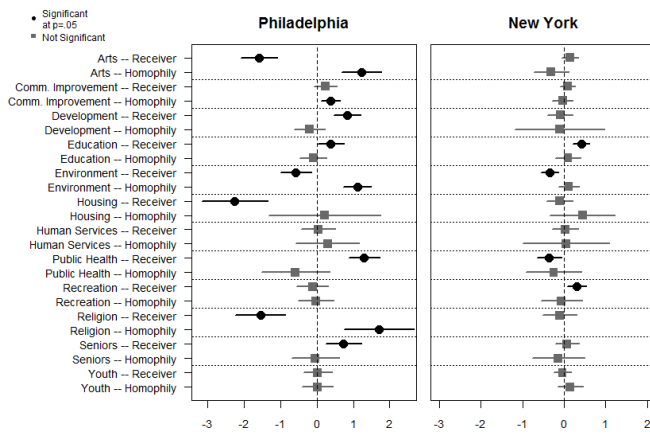 Significant
at p=.05
Not Significant
Philadelphia
New York
Arts -- Receiver
Arts -- Homophily
Comm. Improvement -- Receiver
Comm. Improvement -- Homophily
Development -- Receiver
Development -- Homophily
Education -- Receiver
Education -- Homophily
Environment -- Receiver
Environment -- Homophily
Housing -- Receiver
Housing -- Homophily
Human Services -- Receiver
Human Services -- Homophily
Public Health -- Receiver
Public Health -- Homophily
Recreation -- Receiver
Recreation -- Homophily
Religion -- Receiver
Religion -- Homophily
Seniors -- Receiver
Seniors -- Homophily
Youth -- Receiver
Youth -- Homophily
-3 -2 -1 0 1 2
-3 -2 -1 0 1 2